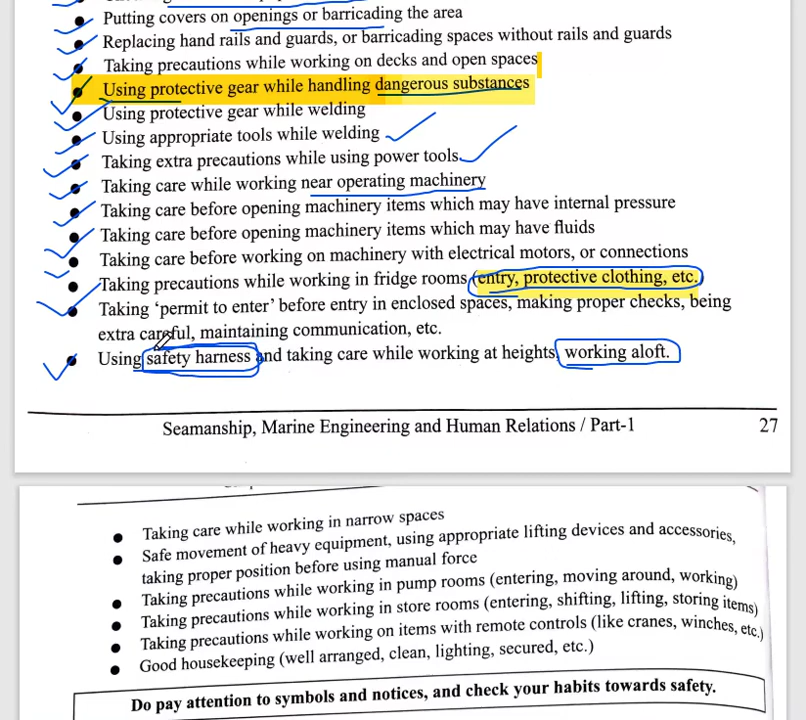 ● Putting covers on openings or barricading the area
● Replacing hand rails and guards, or barricading spaces without rails and guards
● Taking precautions while working on decks and open spaces
● Using protective gear while handling dangerous substances
● Using protective gear while welding
● Using appropriate tools while welding
● Taking extra precautions while using power tools.
● Taking care while working near operating machinery
● Taking care before opening machinery items which may have internal pressure
● Taking care before opening machinery items which may have fluids
● Taking care before working on machinery with electrical motors, or connections
● Taking precautions while working in fridge rooms (entry, protective clothing, etc.)
● Taking ‘permit to enter’ before entry in enclosed spaces, making proper checks, being
extra careful, maintaining communication, etc.
● Using safety harness and taking care while working at heights, working aloft.
Seamanship, Marine Engineering and Human Relations / Part-1 27
● Taking care while working in narrow spaces
● Safe movement of heavy equipment, using appropriate lifting devices and accessories,
taking proper position before using manual force
● Taking precautions while working in pump rooms (entering, moving around, working)
● Taking precautions while working in store rooms (entering, shifting, lifting, storing items)
● Taking precautions while working on items with remote controls (like cranes, winches, etc.)
● Good housekeeping (well arranged, clean, lighting, secured, etc.)
Do pay attention to symbols and notices, and check your habits towards safety.